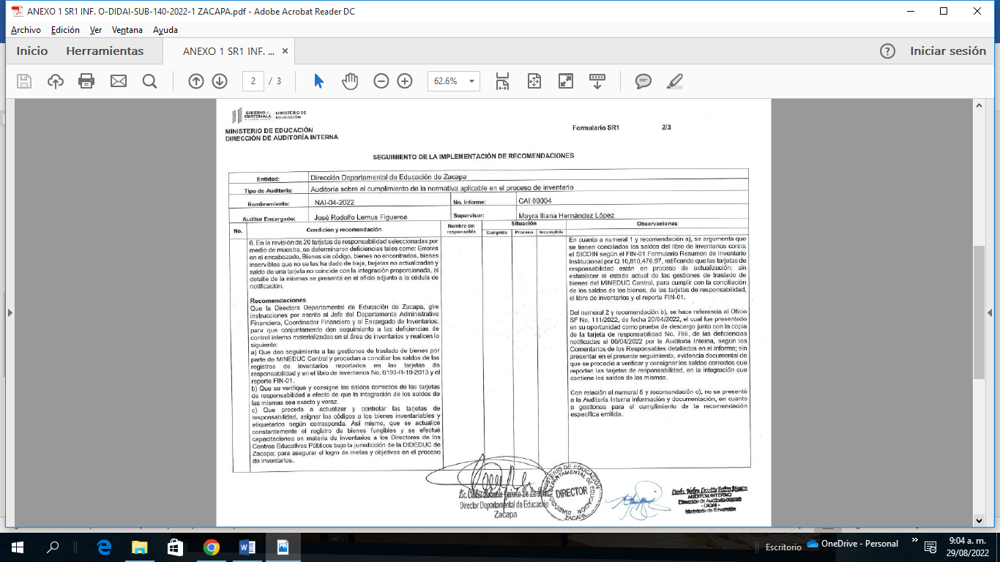 ANEXO 1 SR1 INF. O-DIDAI-SUB-140-2022-1 ZACAPA.pdf - Adobe Acrobat Reader DC
Archivo Edición Ver Ventana Ayuda
Inicio Herramientas ANEXO 1 SR1 INF. ... × Iniciar sesión
2 / 3 62.6%
GOBIERNO de GUATEMALA MINISTERIO DE EDUCACIÓN
MINISTERIO DE EDUCACIÓN
DIRECCIÓN DE AUDITORÍA INTERNA
Formulario SR1 2/3
SEGUIMIENTO DE LA IMPLEMENTACIÓN DE RECOMENDACIONES
Entidad: Dirección Departamental de Educación de Zacapa
Tipo de Auditoria: Auditoría sobre el cumplimiento de la normativa aplicable en el proceso de inventario
Nombramiento: NAI-04-2022 No. Informe: CAI 00004
Auditor Encargado: José Rodolfo Lemus Figueroa Supervisor: Mayra Iliana Hernández López
No. Condición y recomendación Nombre del responsable Situación Observaciones
Cumplida Proceso Incumplida
6. En la revisión de 20 tarjetas de responsabilidad seleccionadas por
medio de muestra, se determinaron deficiencias tales como: Errores
en el encabezado, Bienes sin código, bienes no encontrados, bienes
inservibles que no se les ha dado de baja, tarjetas no actualizadas y
saldo de una tarjeta no coincide con la integración proporcionada, el
detalle de la mismas se presenta en el oficio adjunto a la cédula de
notificación.
Recomendaciones
Que la Directora Departamental de Educación de Zacapa, gire
instrucciones por escrito al Jefe del Departamento Administrativo
Financiero, Coordinador Financiero y al Encargado de Inventarios,
para que conjuntamente den seguimiento a las deficiencias de
control interno materializadas en el área de inventarios y realicen lo
siguiente:
a) Que den seguimiento a las gestiones de traslado de bienes por
parte de MINEDUC Central y procedan a conciliar los saldos de los
registros de inventarios reportados en las tarjetas de
responsabilidad y en el libro de inventarios No. 6193-R-19-2013 y el
reporte FIN-01.
b) Que se verifique y consigne los saldos correctos de las tarjetas
de responsabilidad a efecto de que la integración de los saldos de
las mismas sea exacto y veraz.
c) Que proceda a actualizar y controlar las tarjetas de
responsabilidad, asignar los códigos a los bienes inventariables y
etiquetarlos según corresponda. Así mismo, que se actualice
constantemente el registro de bienes fungibles y se efectué
capacitaciones en materia de inventarios a los Directores de los
Centros Educativos Públicos bajo la jurisdicción de la DIDEDUC de
Zacapa; para asegurar el logro de metas y objetivos en el proceso
de inventarios.
En cuanto a numeral 1 y recomendación a), se argumenta que
se tienen conciliados los saldos del libro de inventarios contra
el SICOIN según el FIN-01 Formulario Resumen de Inventario
Institucional por Q.10,810,476.97, ratificando que las tarjetas de
responsabilidad están en proceso de actualización; sin
establecer el estado actual de las gestiones de traslado de
bienes del MINEDUC Central, para cumplir con la conciliación
de los saldos de los bienes, de las tarjetas de responsabilidad,
el libro de inventarios y el reporte FIN-01.
Del numeral 2 y recomendación b), se hace referencia al Oficio
SF No. 111/2022, de fecha 20/04/2022, el cual fue presentado
en su oportunidad como prueba de descargo junto con la copia
de la tarjeta de responsabilidad No. 766, de las deficiencias
notificadas el 06/04/2022 por la Auditoria Interna, según los
Comentarios de los Responsables detallados en el informe; sin
presentar en el presente seguimiento, evidencia documental de
que se procedió a verificar y consignar los saldos correctos que
reportan las tarjetas de responsabilidad, en la integración que
contiene los saldos de las mismas.
Con relación al numeral 6 y recomendación c), no se presentó
a la Auditoría Interna información y documentación, en cuanto
a gestiones para el cumplimiento de la recomendación
específica emitida.
Director Departamental de Educación
Zacapa
MINISTERIO DE EDUCACIÓN
DIRECCIÓN DEPARTAMENTAL DE EDUCACIÓN
DIRECTOR
ZACAPA
AUDITOR INTERNO
Dirección de Auditoría Interna
- DIDAI -
Ministerio de Educación
Escritorio OneDrive - Personal
9:04 a. m.
29/08/2022